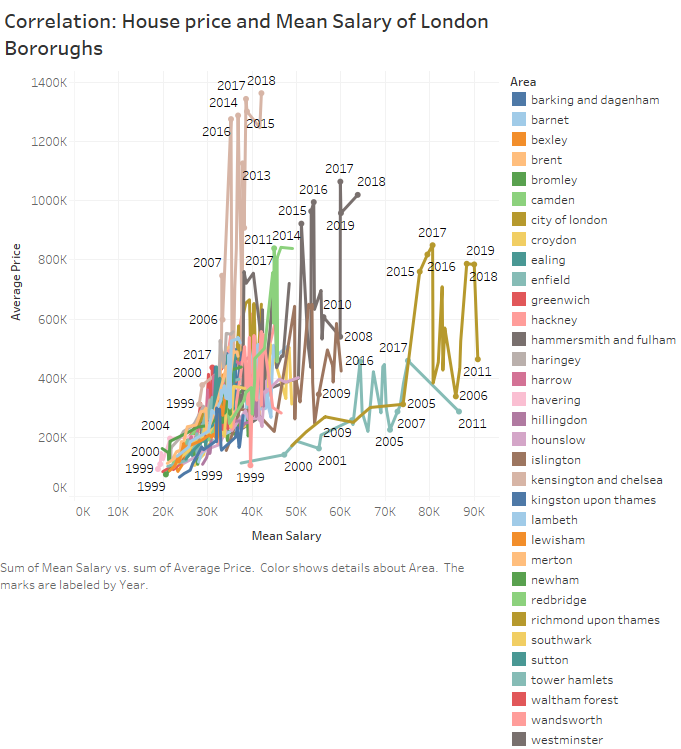 Correlation: House price and Mean Salary of London
Bororughs
Area
barking and dagenham
barnet
bexley
brent
bromley
camden
city of london
croydon
ealing
enfield
greenwich
hackney
hammersmith and fulham
haringey
harrow
havering
hillingdon
hounslow
islington
kensington and chelsea
kingston upon thames
lambeth
lewisham
merton
newham
redbridge
richmond upon thames
southwark
sutton
tower hamlets
waltham forest
wandsworth
westminster
Average Price
1400K
1200K
1000K
800K
600K
400K
200K
0K
2017 2018
2014
2016 2015
2013
2017
2016 2018
2015
2019
2011 2014
2017
2007
2017
2015 2016 2019
2018
2006
2010
2008
2017
2000
2016 2017
2011
1999
2009
2005 2006
2004
2009
2007 2011
2005
2000
1999
1999
1999
2000 2001
1999
0K 10K 20K 30K 40K 50K 60K 70K 80K 90K
Mean Salary
Sum of Mean Salary vs. sum of Average Price. Color shows details about Area. The
marks are labeled by Year.